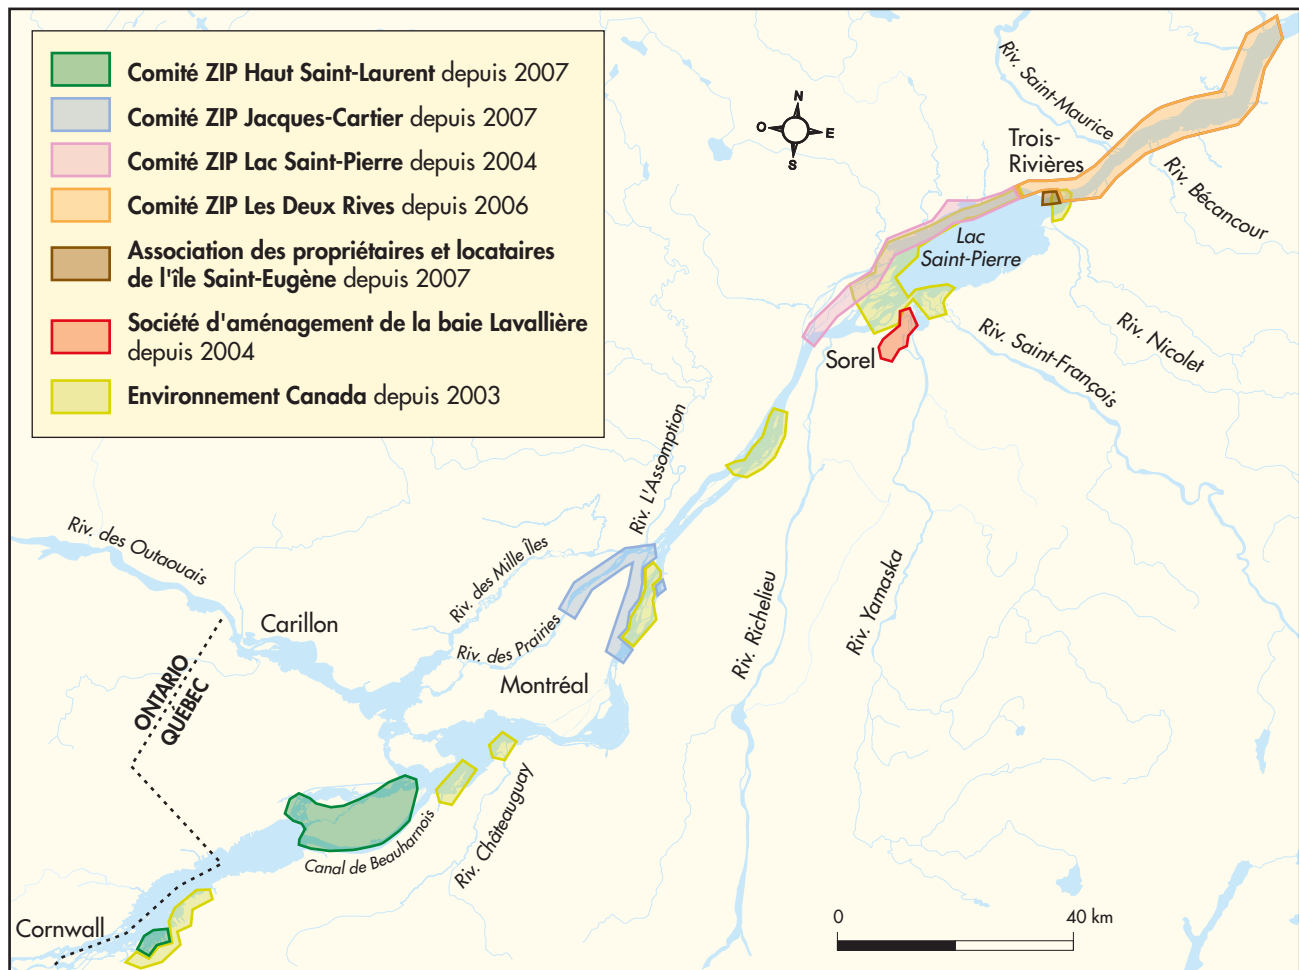 Comité ZIP Haut Saint-Laurent depuis 2007
Comité ZIP Jacques-Cartier depuis 2007
Comité ZIP Lac Saint-Pierre depuis 2004
Comité ZIP Les Deux Rives depuis 2006
Association des propriétaires et locataires
de l'île Saint-Eugène depuis 2007
Société d'aménagement de la baie Lavallière
depuis 2004
Environnement Canada depuis 2003
N
O
E
S
Riv. Saint-Maurice
Trois-
Rivières
Riv. Bécancour
Lac
Saint-Pierre
Riv. Nicolet
Riv. Saint-François
Sorel
Riv. L'Assomption
Riv. des Outaouais
Riv. des Mille Îles
Carillon
Riv. des Prairies
Riv. Richelieu
Riv. Yamaska
Montréal
ONTARIO
QUÉBEC
Riv. Châteauguay
Canal de Beauharnois
Cornwall
0
40 km